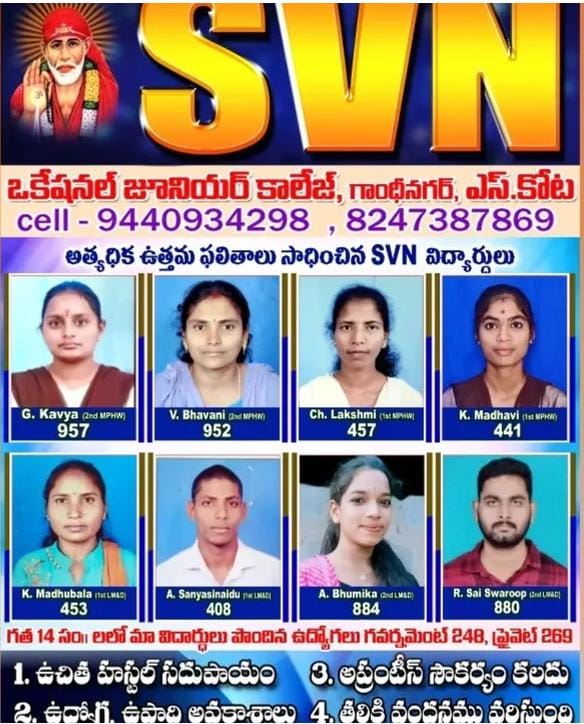 SVN
ఒకేషనల్ జూనియర్ కాలేజ్, గాంధీనగర్, ఎస్.కోట
cell - 9440934298 , 8247387869
అత్యధిక ఉత్తమ ఫలితాలు సాధించిన SVN విద్యార్థులు
G. Kavya (2nd MPHW)
957
V. Bhavani (2nd MPHW)
952
Ch. Lakshmi (1st MPHW)
457
K. Madhavi (1st MPHW)
441
K. Madhubala (1st LM&D)
453
A. Sanyasinaidu (1st LM&D)
408
A. Bhumika (2nd LM&D)
884
R. Sai Swaroop (2nd LM&D)
880
గత 14 సం౹౹ లలో మా విదార్థులు పొందిన ఉద్యోగలు గవర్నమెంట్ 248, ప్రైవైట్ 269
1. ఉచిత హాస్టల్ సదుపాయం
3. అప్రంటీస్ సౌకర్యం కలదు
2. ఉద్యోగ, ఉపాది అవకాశాలు
4. తల్లికి వందనము వర్తిస్తుంది